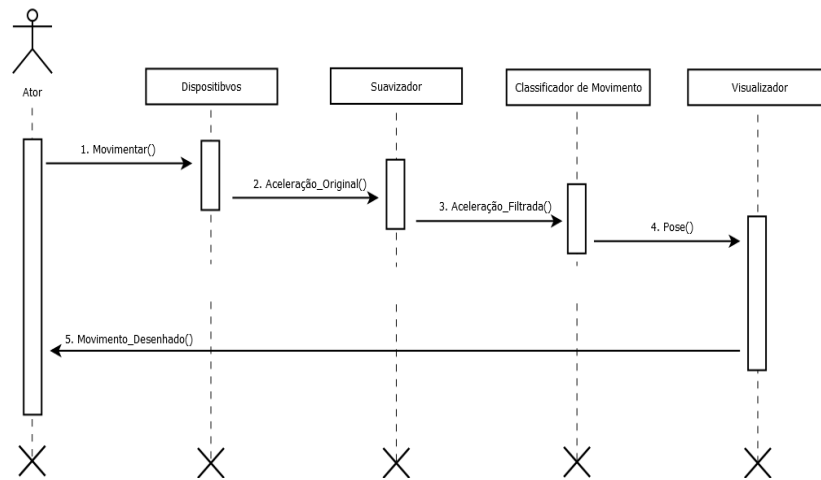 Ator
Dispositibvos
Suavizador
Classificador de Movimento
Visualizador
1. Movimentar()
2. Aceleração_Original()
3. Aceleração_Filtrada()
4. Pose()
5. Movimento_Desenhado()